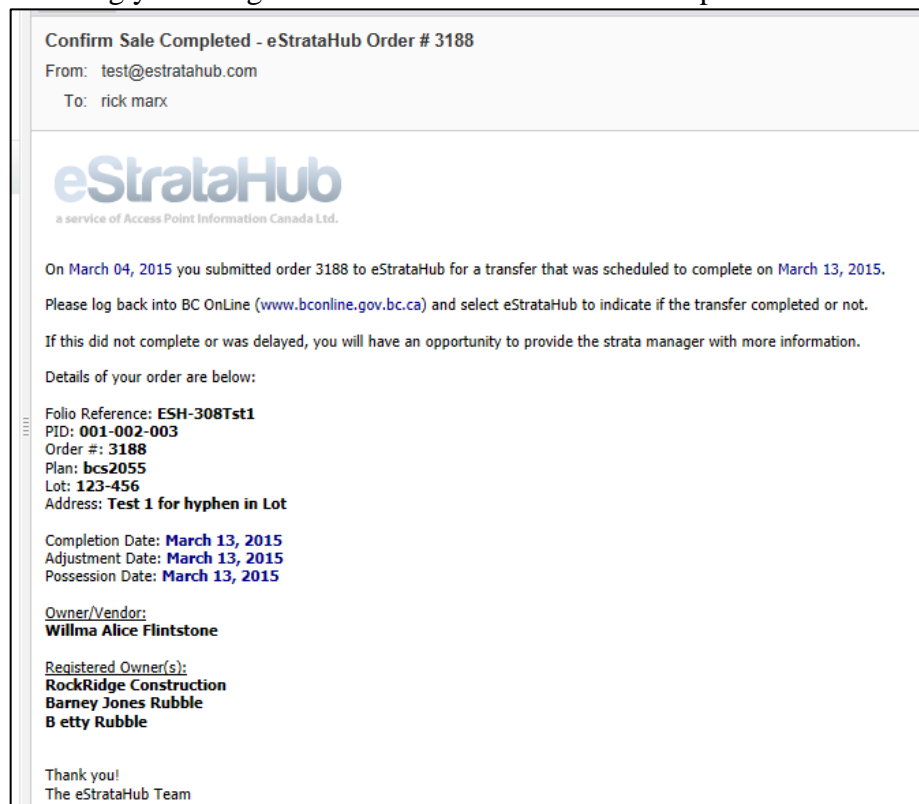 Confirm Sale Completed - eStrataHub Order # 3188
From: test@estratahub.com
To: rick marx
eStrataHub
a service of Access Point Information Canada Ltd.
On March 04, 2015 you submitted order 3188 to eStrataHub for a transfer that was scheduled to complete on March 13, 2015.
Please log back into BC OnLine (www.bconline.gov.bc.ca) and select eStrataHub to indicate if the transfer completed or not.
If this did not complete or was delayed, you will have an opportunity to provide the strata manager with more information.
Details of your order are below:
Folio Reference: ESH-308Tst1
PID: 001-002-003
Order #: 3188
Plan: bcs2055
Lot: 123-456
Address: Test 1 for hyphen in Lot
Completion Date: March 13, 2015
Adjustment Date: March 13, 2015
Possession Date: March 13, 2015
Owner/Vendor:
Willma Alice Flintstone
Registered Owner(s):
RockRidge Construction
Barney Jones Rubble
B etty Rubble
Thank you!
The eStrataHub Team